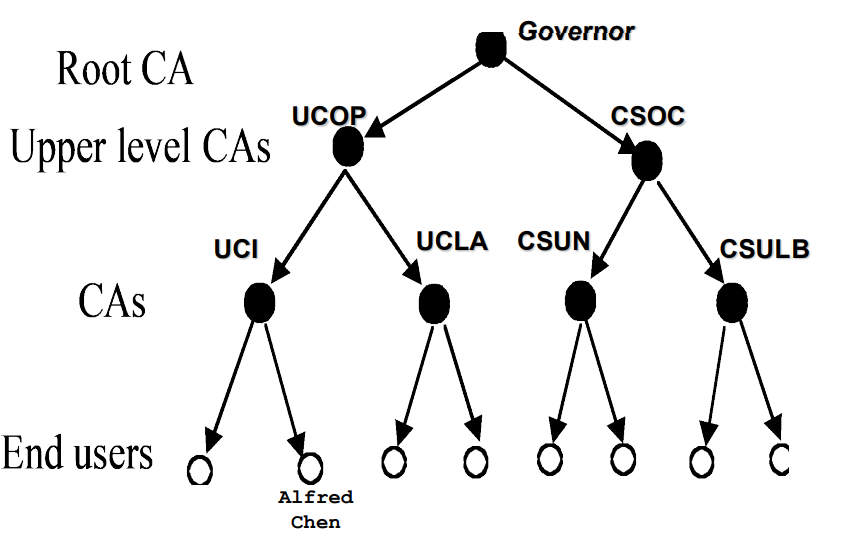 Governor
Root CA
UCOP
CSOC
Upper level CAs
UCI
UCLA
CSUN
CSULB
CAs
End users
Alfred
Chen